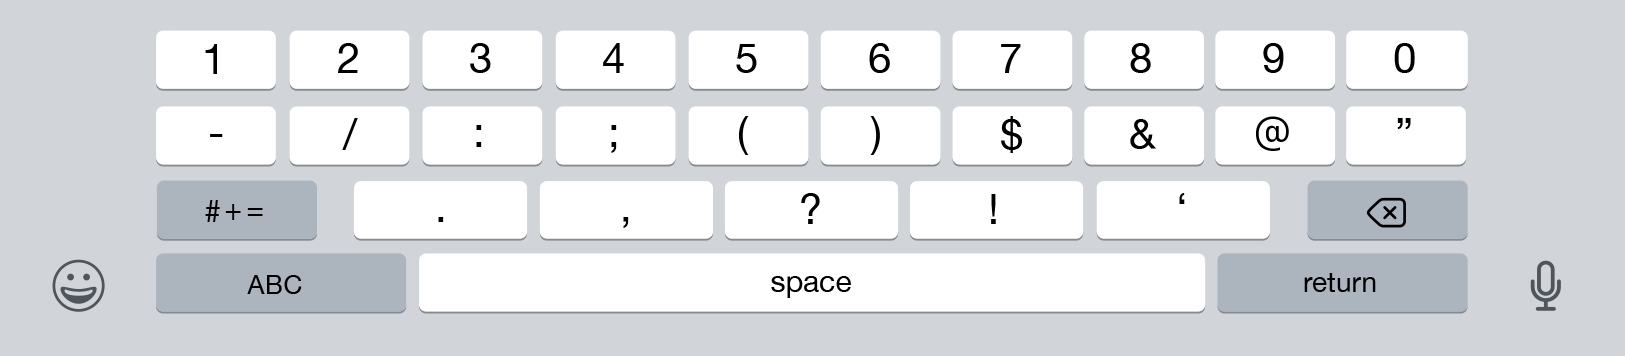 1 2 3 4 5 6 7 8 9 0
- / : ; ( ) $ & @ ”
#+= . , ? ! ‘
ABC space return